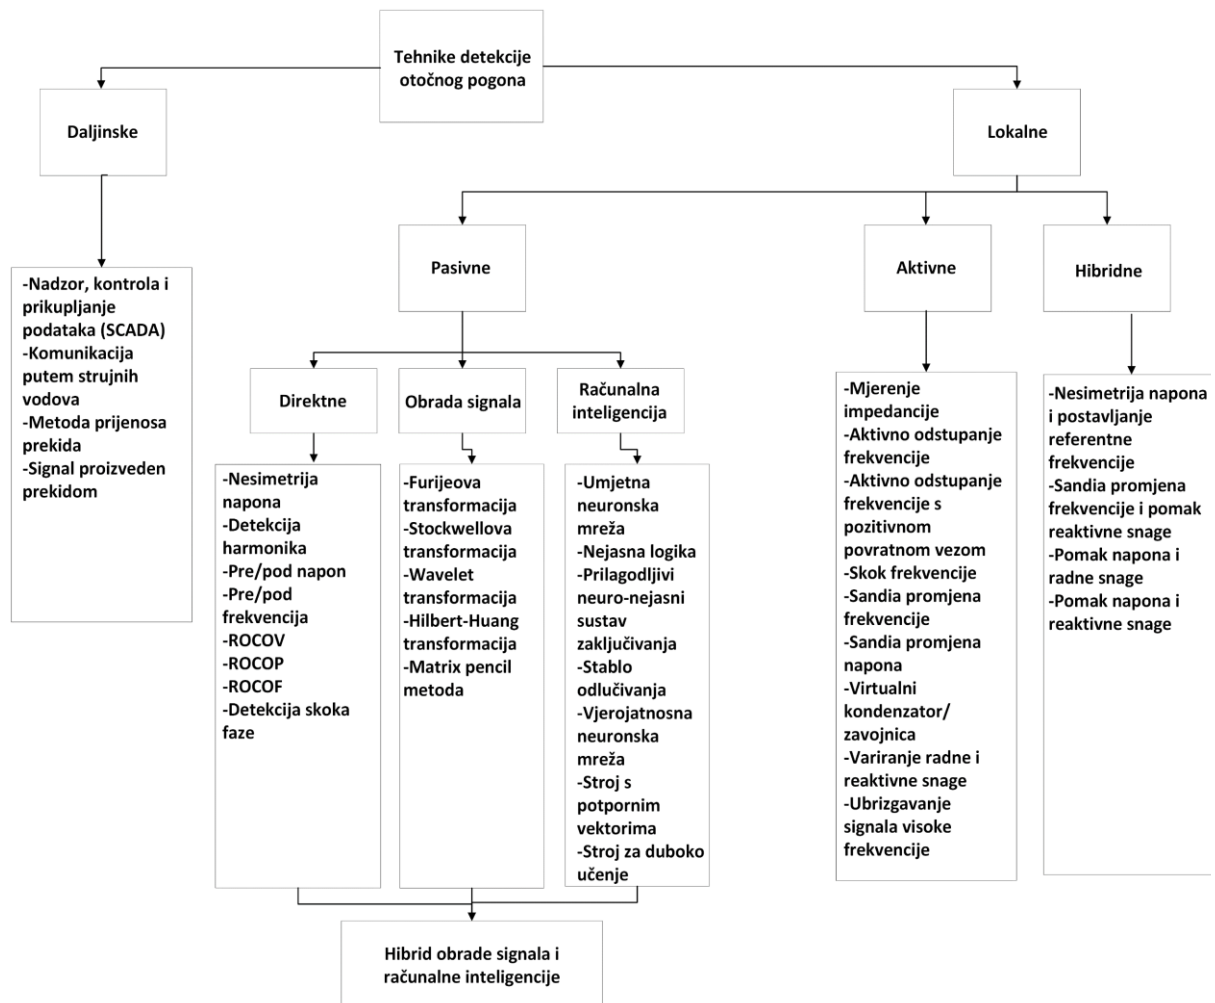 Tehnike detekcije
otočnog pogona
Daljinske
Lokalne
Pasivne
Aktivne
Hibridne
-Nadzor, kontrola i
prikupljanje
podataka (SCADA)
-Komunikacija
putem strujnih
vodova
-Metoda prijenosa
prekida
-Signal proizveden
prekidom
Direktne
Obrada signala
Računalna
inteligencija
-Nesimetrija
napona
-Detekcija
harmonika
-Pre/pod napon
-Pre/pod
frekvencija
-ROCOV
-ROCOP
-ROCOF
-Detekcija skoka
faze
-Furijeova
transformacija
-Stockwellova
transformacija
-Wavelet
transformacija
-Hilbert-Huang
transformacija
-Matrix pencil
metoda
-Umjetna
neuronska
mreža
-Nejasna logika
-Prilagodljivi
neuro-nejasni
sustav
zaključivanja
-Stablo
odlučivanja
-Vjerojatnosna
neuronska
mreža
-Stroj s
potpornim
vektorima
-Stroj za duboko
učenje
-Mjerenje
impedancije
-Aktivno odstupanje
frekvencije
-Aktivno odstupanje
frekvencije s
pozitivnom
povratnom vezom
-Skok frekvencije
-Sandia promjena
frekvencije
-Sandia promjena
napona
-Virtualni
kondenzator/
zavojnica
-Variranje radne i
reaktivne snage
-Ubrizgavanje
signala visoke
frekvencije
-Nesimetrija napona
i postavljanje
referentne
frekvencije
-Sandia promjena
frekvencije i pomak
reaktivne snage
-Pomak napona i
radne snage
-Pomak napona i
reaktivne snage
Hibrid obrade signala i
računalne inteligencije